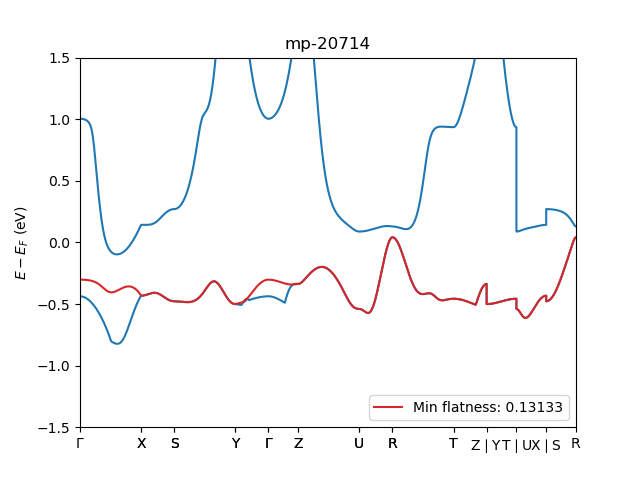 mp-20714
E − E_F (eV)
1.5
1.0
0.5
0.0
−0.5
−1.0
−1.5
Min flatness: 0.13133
Γ X S Y Γ Z U R T Z | Y T | U X | S R